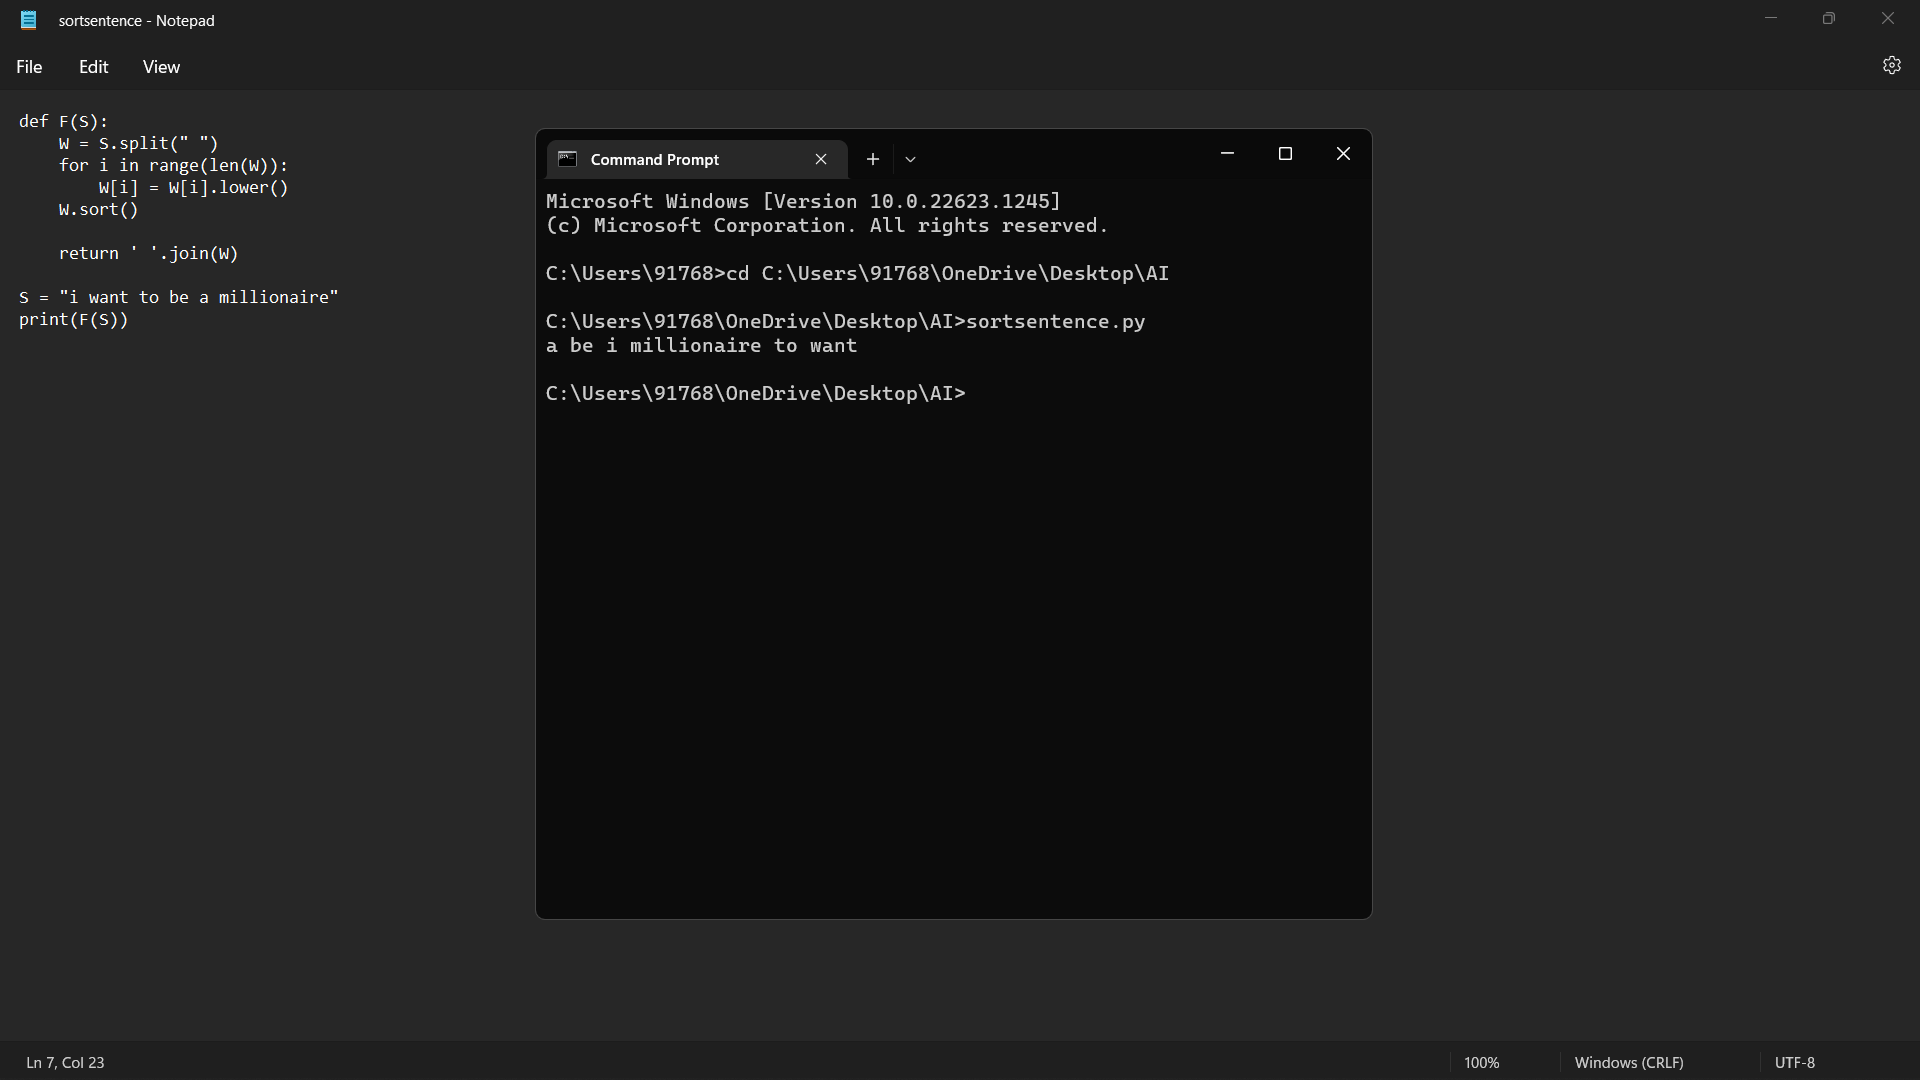 sortsentence - Notepad
File Edit View
def F(S):
    W = S.split(" ")
    for i in range(len(W)):
        W[i] = W[i].lower()
    W.sort()
    return ' '.join(W)
S = "i want to be a millionaire"
print(F(S))
Command Prompt
Microsoft Windows [Version 10.0.22623.1245]
(c) Microsoft Corporation. All rights reserved.
C:\Users\91768>cd C:\Users\91768\OneDrive\Desktop\AI
C:\Users\91768\OneDrive\Desktop\AI>sortsentence.py
a be i millionaire to want
C:\Users\91768\OneDrive\Desktop\AI>
Ln 7, Col 23 100% Windows (CRLF) UTF-8